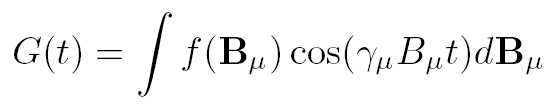 G(t) = ∫ f(𝐁_μ) cos(γ_μ B_μ t) d𝐁_μ